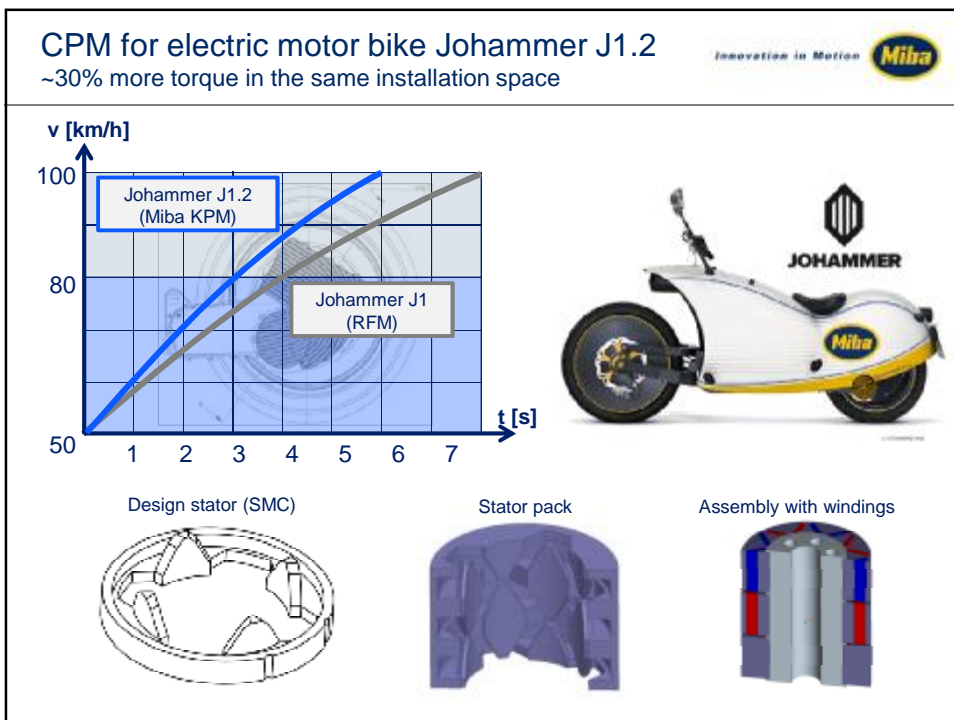 CPM for electric motor bike Johammer J1.2
~30% more torque in the same installation space
Innovation in Motion
Miba
v [km/h]
100
80
50
Johammer J1.2
(Miba KPM)
Johammer J1
(RFM)
t [s]
1 2 3 4 5 6 7
JOHAMMER
Miba
Design stator (SMC)
Stator pack
Assembly with windings